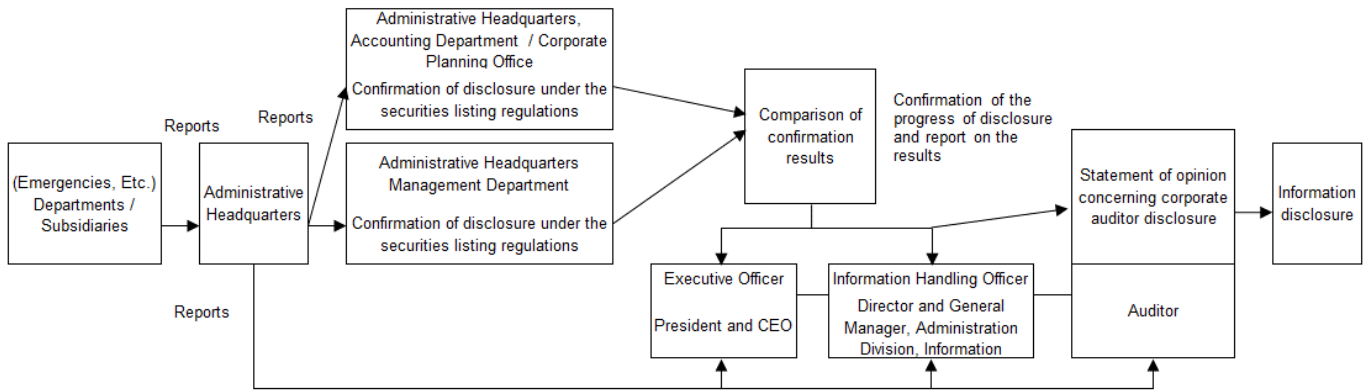 Reports
(Emergencies, Etc.)
Departments /
Subsidiaries
Administrative
Headquarters
Reports
Reports
Administrative Headquarters,
Accounting Department / Corporate
Planning Office
Confirmation of disclosure under the
securities listing regulations
Administrative Headquarters
Management Department
Confirmation of disclosure under the
securities listing regulations
Comparison of
confirmation
results
Confirmation of the
progress of disclosure
and report on the
results
Executive Officer
President and CEO
Information Handling Officer
Director and General
Manager, Administration
Division, Information
Statement of opinion
concerning corporate
auditor disclosure
Auditor
Information
disclosure